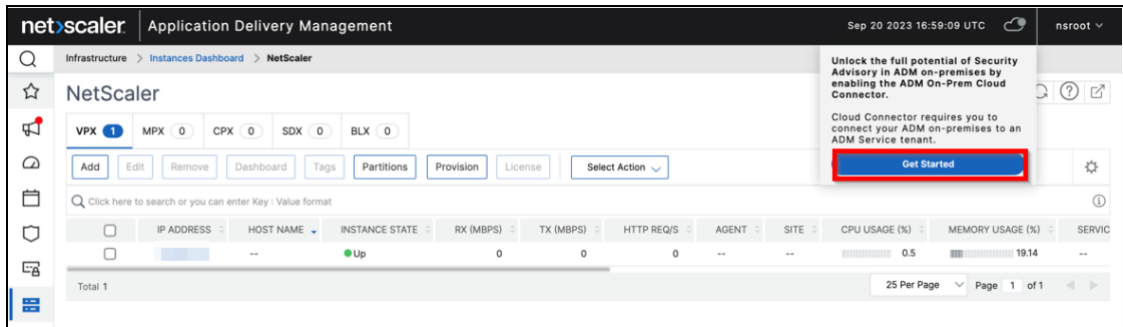 net>scaler. Application Delivery Management Sep 20 2023 16:59:09 UTC nsroot
Infrastructure > Instances Dashboard > NetScaler
Unlock the full potential of Security
Advisory in ADM on-premises by
enabling the ADM On-Prem Cloud
Connector.
Cloud Connector requires you to
connect your ADM on-premises to an
ADM Service tenant.
Get Started
NetScaler
VPX 1 MPX 0 CPX 0 SDX 0 BLX 0
Add Edit Remove Dashboard Tags Partitions Provision License Select Action
Click here to search or you can enter Key : Value format
IP ADDRESS HOST NAME INSTANCE STATE RX (MBPS) TX (MBPS) HTTP REQ/S AGENT SITE CPU USAGE (%) MEMORY USAGE (%) SERVIC
-- Up 0 0 0 -- -- 0.5 19.14 --
Total 1 25 Per Page Page 1 of 1